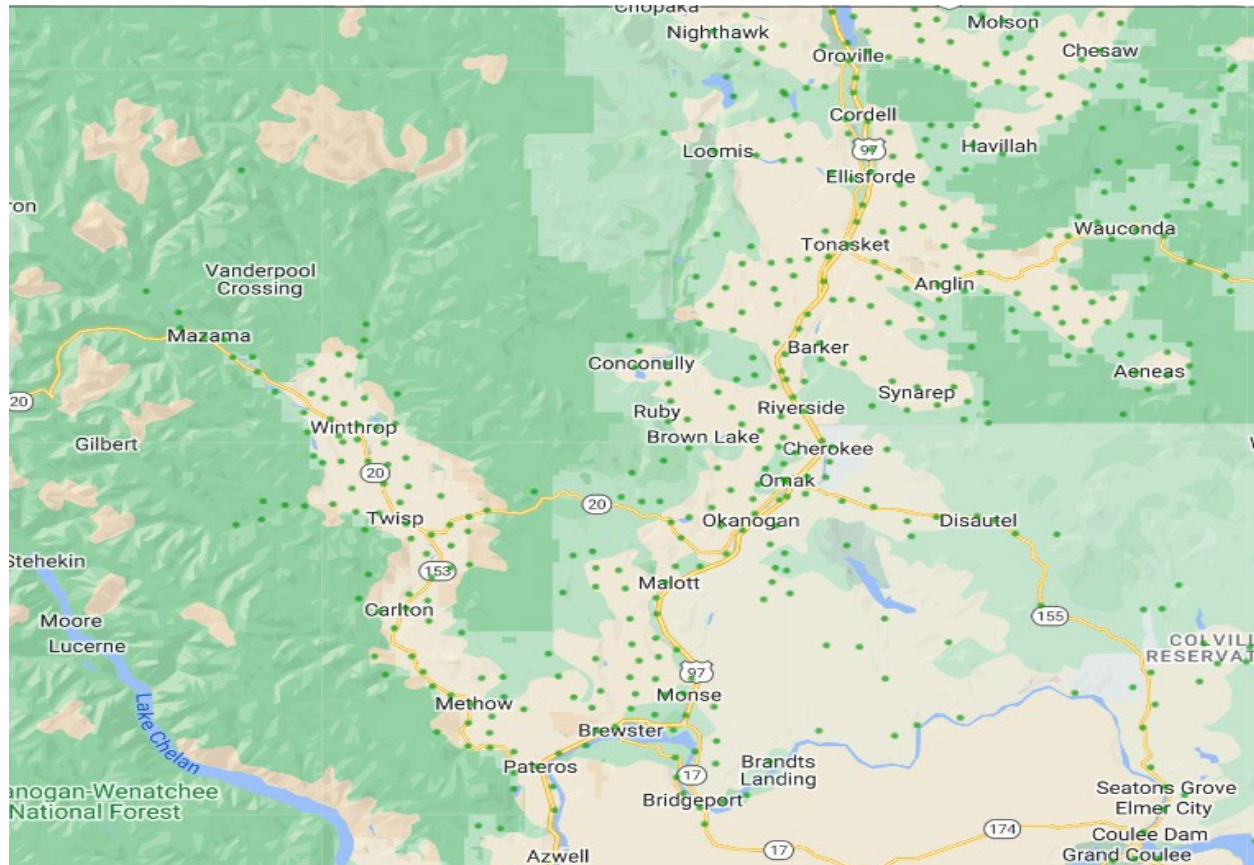 Chopaka
Nighthawk
Molson
Oroville
Chesaw
Cordell
97
Loomis
Havillah
Ellisforde
ron
Wauconda
Tonasket
Vanderpool
Crossing
Anglin
Mazama
Barker
Conconully
Aeneas
20
Synarep
Ruby
Riverside
Winthrop
Brown Lake
Gilbert
Cherokee
20
Omak
20
Twisp
Okanogan
Disautel
Stehekin
153
Malott
Carlton
155
Moore
Lucerne
COLVILL
RESERVAT
97
Monse
Methow
Lake Chelan
Brewster
Pateros
17
Brandts
Landing
anogan-Wenatchee
National Forest
Bridgeport
Seatons Grove
Elmer City
174
Coulee Dam
17
Azwell
Grand Coulee